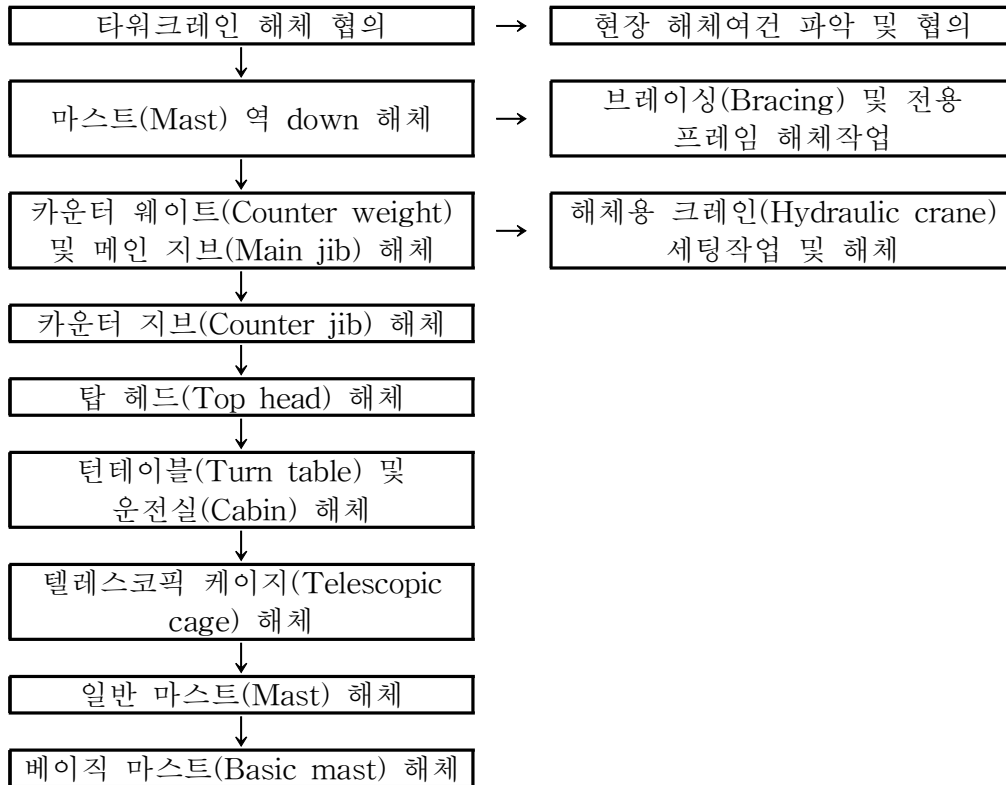 타워크레인 해체 협의 → 현장 해체여건 파악 및 협의
↓
마스트(Mast) 역 down 해체 → 브레이싱(Bracing) 및 전용
프레임 해체작업
↓
카운터 웨이트(Counter weight)
및 메인 지브(Main jib) 해체 → 해체용 크레인(Hydraulic crane)
세팅작업 및 해체
↓
카운터 지브(Counter jib) 해체
↓
탑 헤드(Top head) 해체
↓
턴테이블(Turn table) 및
운전실(Cabin) 해체
↓
텔레스코픽 케이지(Telescopic
cage) 해체
↓
일반 마스트(Mast) 해체
↓
베이직 마스트(Basic mast) 해체